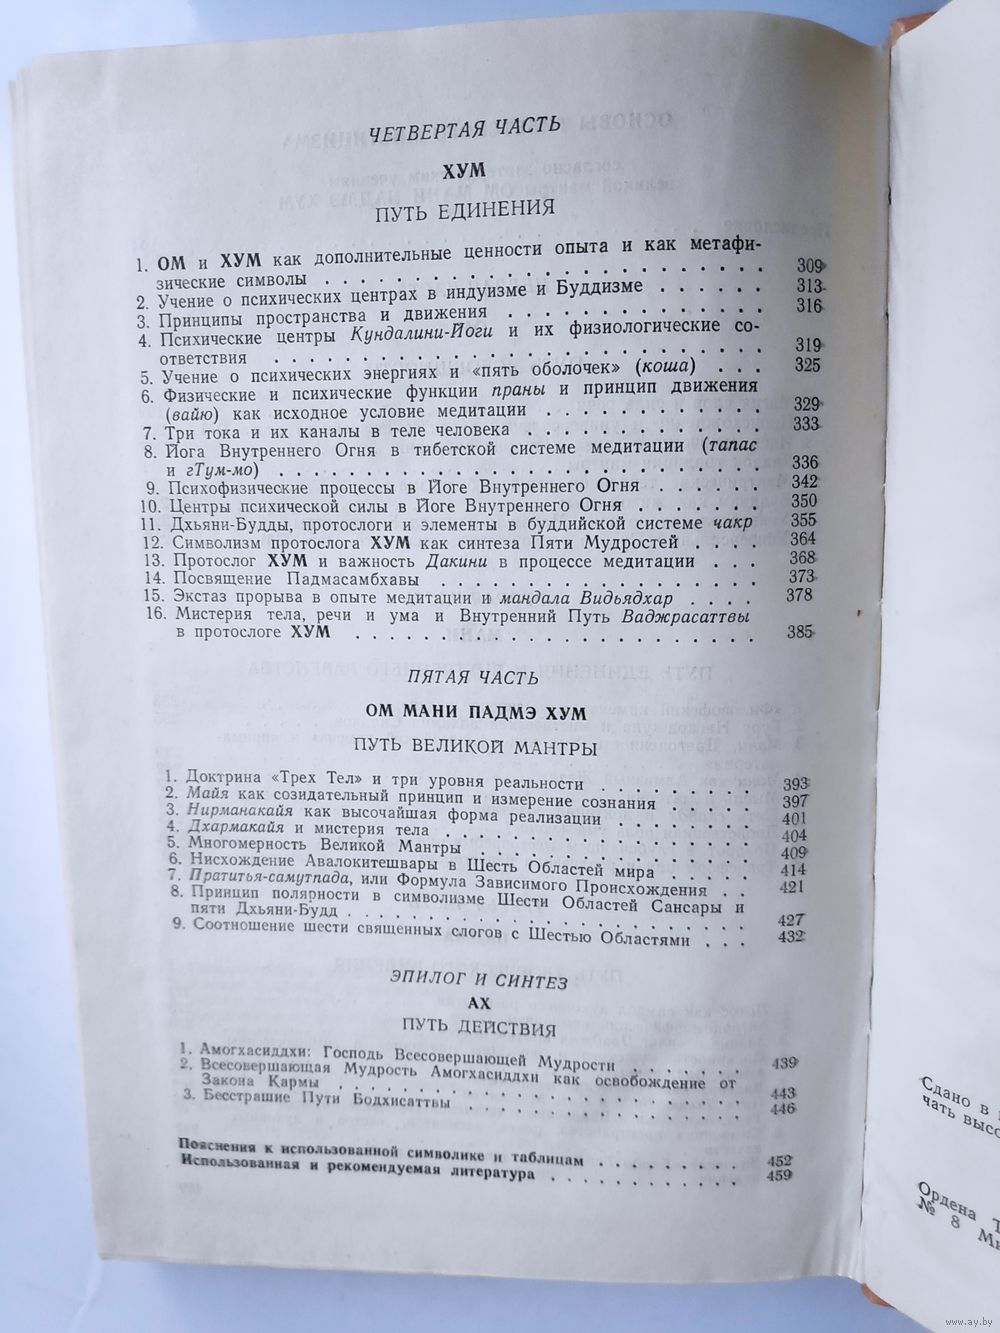 ЧЕТВЕРТАЯ ЧАСТЬ
ХУМ
ПУТЬ ЕДИНЕНИЯ
1. ОМ и ХУМ как дополнительные ценности опыта и как метафи-
зические символы . . . . . . . . . . . . . . . . . . . . . . 309
2. Учение о психических центрах в индуизме и Буддизме . . . . . . 313
3. Принципы пространства и движения . . . . . . . . . . . . . 316
4. Психические центры Кундалини-Йоги и их физиологические со-
ответствия . . . . . . . . . . . . . . . . . . . . . . . . . 319
5. Учение о психических энергиях и «пять оболочек» (коша) . . . 325
6. Физические и психические функции праны и принцип движения
(вайю) как исходное условие медитации . . . . . . . . . . . 329
7. Три тока и их каналы в теле человека . . . . . . . . . . . . 333
8. Йога Внутреннего Огня в тибетской системе медитации (тапас
и гТум-мо) . . . . . . . . . . . . . . . . . . . . . . . . 336
9. Психофизические процессы в Йоге Внутреннего Огня . . . . . . 342
10. Центры психической силы в Йоге Внутреннего Огня . . . . . . . 350
11. Дхьяни-Будды, протослоги и элементы в буддийской системе чакр 355
12. Символизм протослога ХУМ как синтеза Пяти Мудростей . . . . 364
13. Протослог ХУМ и важность Дакини в процессе медитации . . . 368
14. Посвящение Падмасамбхавы . . . . . . . . . . . . . . . . 373
15. Экстаз прорыва в опыте медитации и мандала Видьядхар . . . . 378
16. Мистерия тела, речи и ума и Внутренний Путь Ваджрасаттвы
в протослоге ХУМ . . . . . . . . . . . . . . . . . . . . 385
ПЯТАЯ ЧАСТЬ
ОМ МАНИ ПАДМЭ ХУМ
ПУТЬ ВЕЛИКОЙ МАНТРЫ
1. Доктрина «Трех Тел» и три уровня реальности . . . . . . . . 393
2. Майя как созидательный принцип и измерение сознания . . . . . 397
3. Нирманакайя как высочайшая форма реализации . . . . . . . 401
4. Дхармакайя и мистерия тела . . . . . . . . . . . . . . . . 404
5. Многомерность Великой Мантры . . . . . . . . . . . . . . 409
6. Нисхождение Авалокитешвары в Шесть Областей мира . . . . . 414
7. Пратитья-самутпада, или Формула Зависимого Происхождения . . 421
8. Принцип полярности в символизме Шести Областей Сансары и
пяти Дхьяни-Будд . . . . . . . . . . . . . . . . . . . . 427
9. Соотношение шести священных слогов с Шестью Областями . . . 432
ЭПИЛОГ И СИНТЕЗ
АХ
ПУТЬ ДЕЙСТВИЯ
1. Амогхасиддхи: Господь Всесовершающей Мудрости . . . . . . . 439
2. Всесовершающая Мудрость Амогхасиддхи как освобождение от
Закона Кармы . . . . . . . . . . . . . . . . . . . . . 443
3. Бесстрашие Пути Бодхисаттвы . . . . . . . . . . . . . . 446
Пояснения к использованной символике и таблицам . . . . . . . . 452
Использованная и рекомендуемая литература . . . . . . . . . . 459
Сдано в
чать высо
Ордена Т
№ 8 Ми
www.ay.by